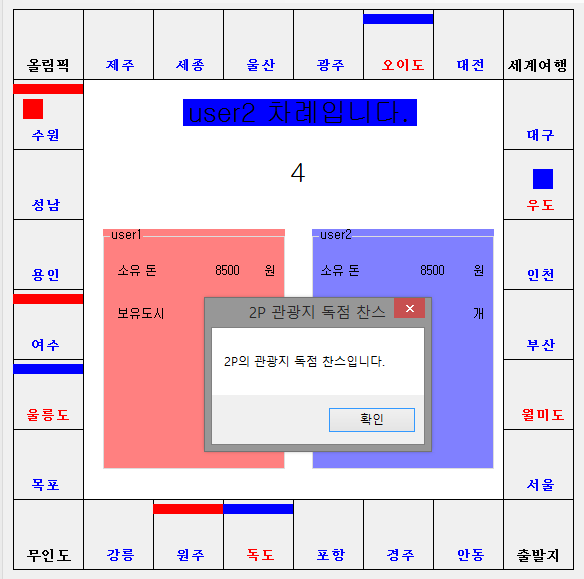 올림픽 제주 세종 울산 광주 오이도 대전 세계여행
user2 차례입니다.
수원 대구
4
성남 우도
user1 user2
소유 돈 8500 원 소유 돈 8500 원
용인 인천
2P 관광지 독점 찬스
보유도시 개
여수 부산
2P의 관광지 독점 찬스입니다.
확인
울릉도 월미도
목포 서울
무인도 강릉 원주 독도 포항 경주 안동 출발지